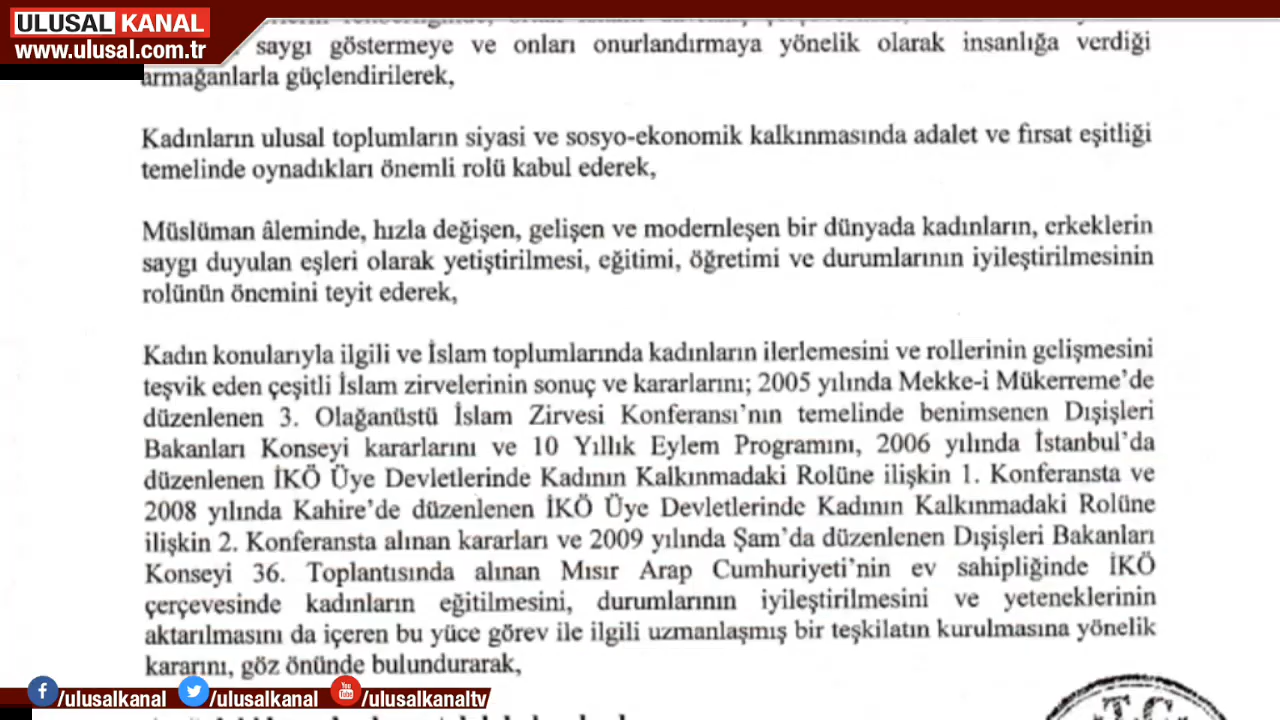 ULUSAL KANAL
www.ulusal.com.tr
saygı göstermeye ve onları onurlandırmaya yönelik olarak insanlığa verdiği
armağanlarla güçlendirilerek,
Kadınların ulusal toplumların siyasi ve sosyo-ekonomik kalkınmasında adalet ve fırsat eşitliği
temelinde oynadıkları önemli rolü kabul ederek,
Müslüman âleminde, hızla değişen, gelişen ve modernleşen bir dünyada kadınların, erkeklerin
saygı duyulan eşleri olarak yetiştirilmesi, eğitimi, öğretimi ve durumlarının iyileştirilmesinin
rolünün önemini teyit ederek,
Kadın konularıyla ilgili ve İslam toplumlarında kadınların ilerlemesini ve rollerinin gelişmesini
teşvik eden çeşitli İslam zirvelerinin sonuç ve kararlarını; 2005 yılında Mekke-i Mükerreme’de
düzenlenen 3. Olağanüstü İslam Zirvesi Konferansı’nın temelinde benimsenen Dışişleri
Bakanları Konseyi kararlarını ve 10 Yıllık Eylem Programını, 2006 yılında İstanbul’da
düzenlenen İKÖ Üye Devletlerinde Kadının Kalkınmadaki Rolüne ilişkin 1. Konferansta ve
2008 yılında Kahire’de düzenlenen İKÖ Üye Devletlerinde Kadının Kalkınmadaki Rolüne
ilişkin 2. Konferansta alınan kararları ve 2009 yılında Şam’da düzenlenen Dışişleri Bakanları
Konseyi 36. Toplantısında alınan Mısır Arap Cumhuriyeti’nin ev sahipliğinde İKÖ
çerçevesinde kadınların eğitilmesini, durumlarının iyileştirilmesini ve yeteneklerinin
aktarılmasını da içeren bu yüce görev ile ilgili uzmanlaşmış bir teşkilatın kurulmasına yönelik
kararını, göz önünde bulundurarak,
T.C.
/ulusalkanal /ulusalkanal You Tube /ulusalkanaltv